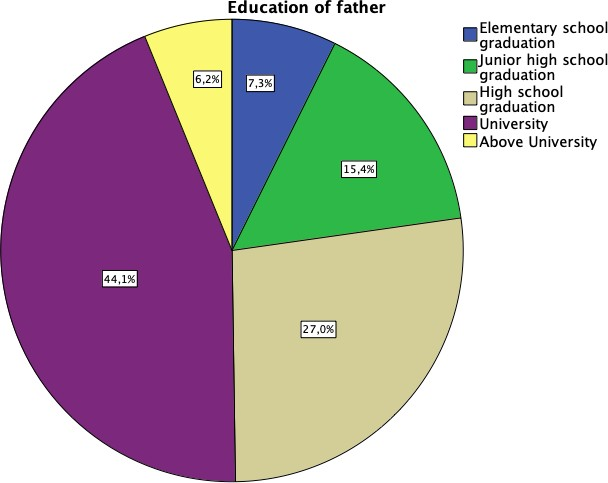 Education of father
Elementary school
graduation
Junior high school
graduation
High school
graduation
University
Above University
6,2%
7,3%
15,4%
44,1%
27,0%